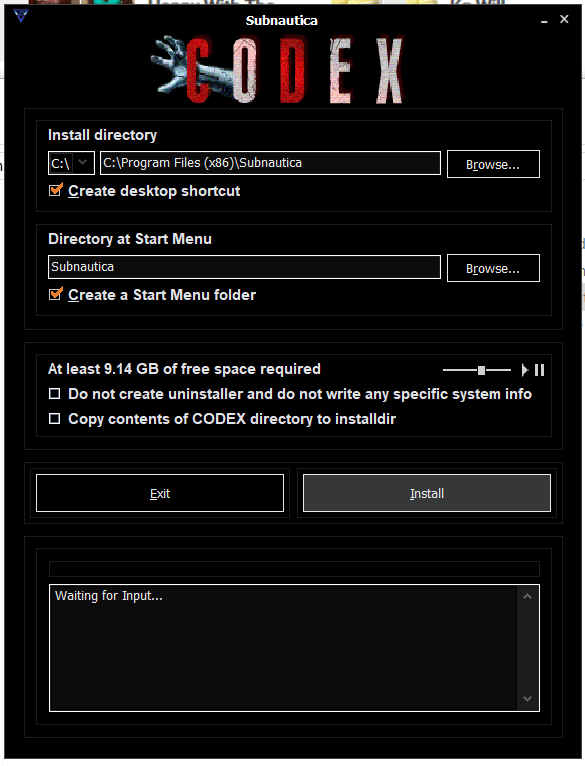 Subnautica
CODEX
Install directory
C:\ C:\Program Files (x86)\Subnautica Browse...
Create desktop shortcut
Directory at Start Menu
Subnautica Browse...
Create a Start Menu folder
At least 9.14 GB of free space required
Do not create uninstaller and do not write any specific system info
Copy contents of CODEX directory to installdir
Exit Install
Waiting for Input...